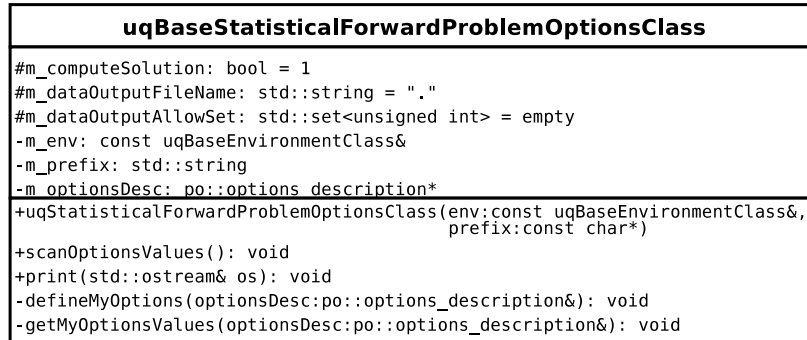 uqBaseStatisticalForwardProblemOptionsClass
#m_computeSolution: bool = 1
#m_dataOutputFileName: std::string = "."
#m_dataOutputAllowSet: std::set<unsigned int> = empty
-m_env: const uqBaseEnvironmentClass&
-m_prefix: std::string
-m_optionsDesc: po::options_description*
+uqStatisticalForwardProblemOptionsClass(env:const uqBaseEnvironmentClass&,
prefix:const char*)
+scanOptionsValues(): void
+print(std::ostream& os): void
-defineMyOptions(optionsDesc:po::options_description&): void
-getMyOptionsValues(optionsDesc:po::options_description&): void